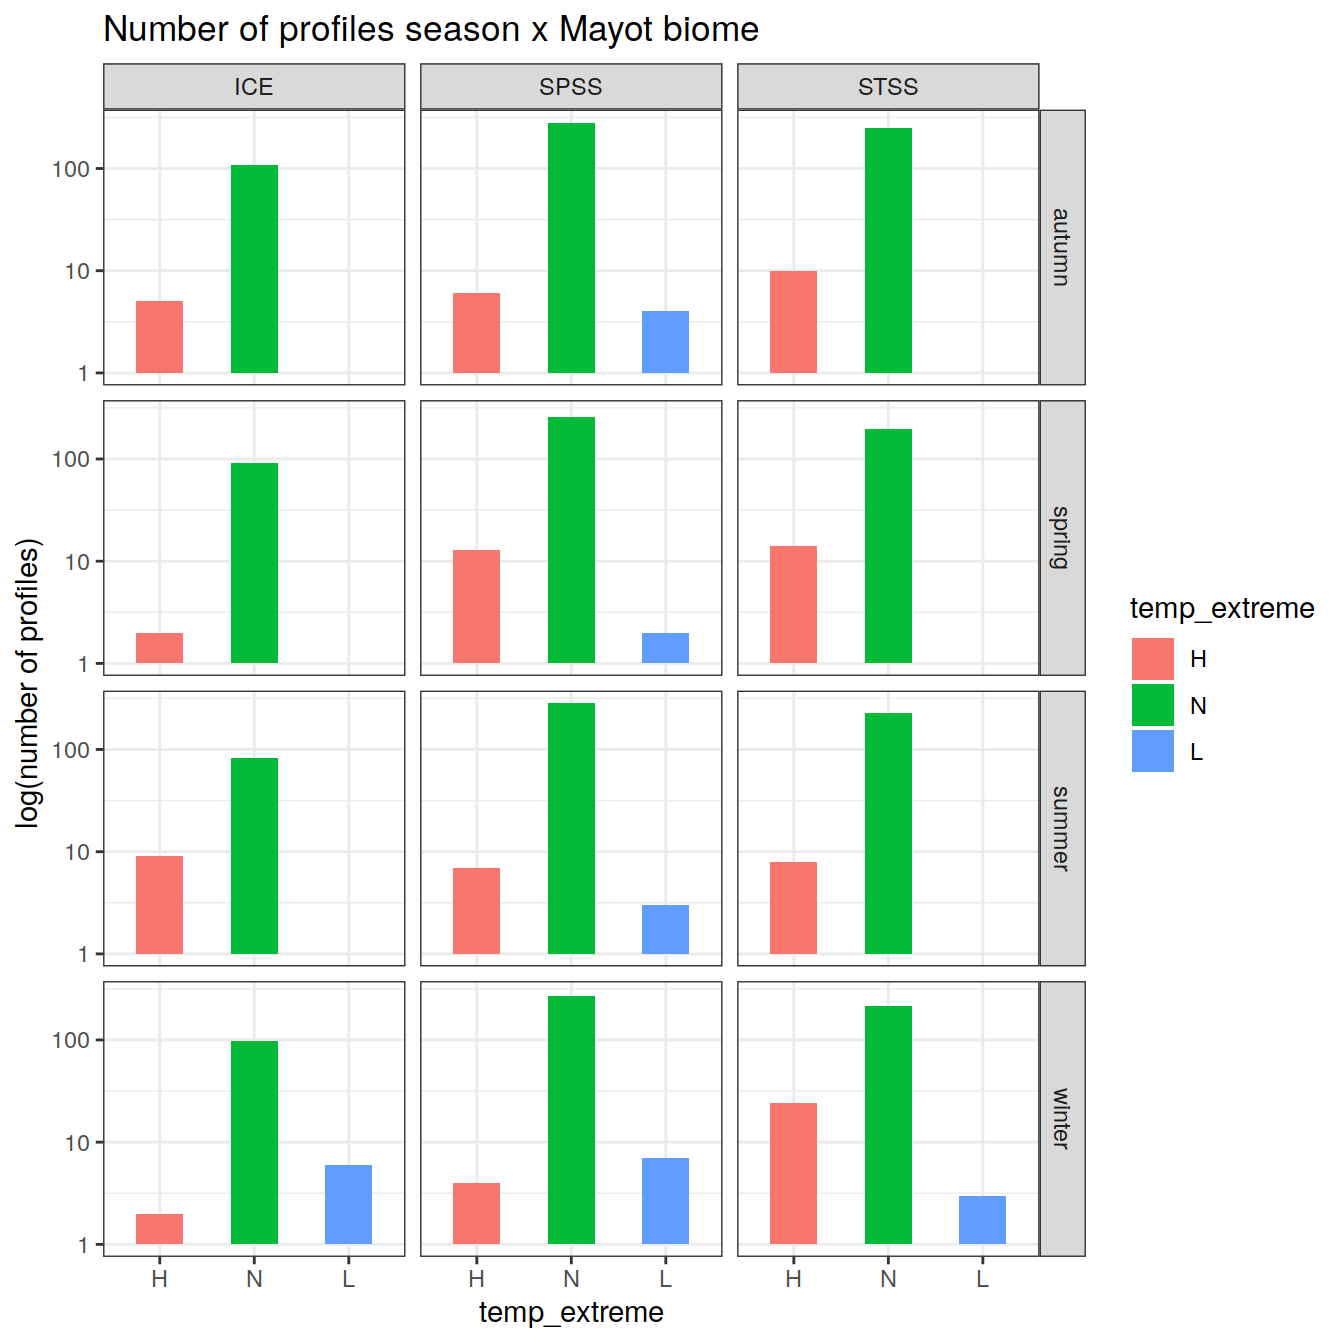 Number of profiles season x Mayot biome
ICE SPSS STSS
100
10
1
autumn
100
10
1
spring
100
10
1
summer
100
10
1
winter
H N L H N L H N L
temp_extreme
log(number of profiles)
temp_extreme
H
N
L